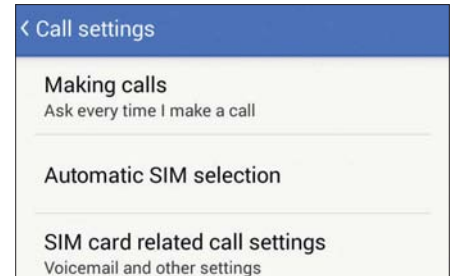 Call settings
Making calls
Ask every time I make a call
Automatic SIM selection
SIM card related call settings
Voicemail and other settings